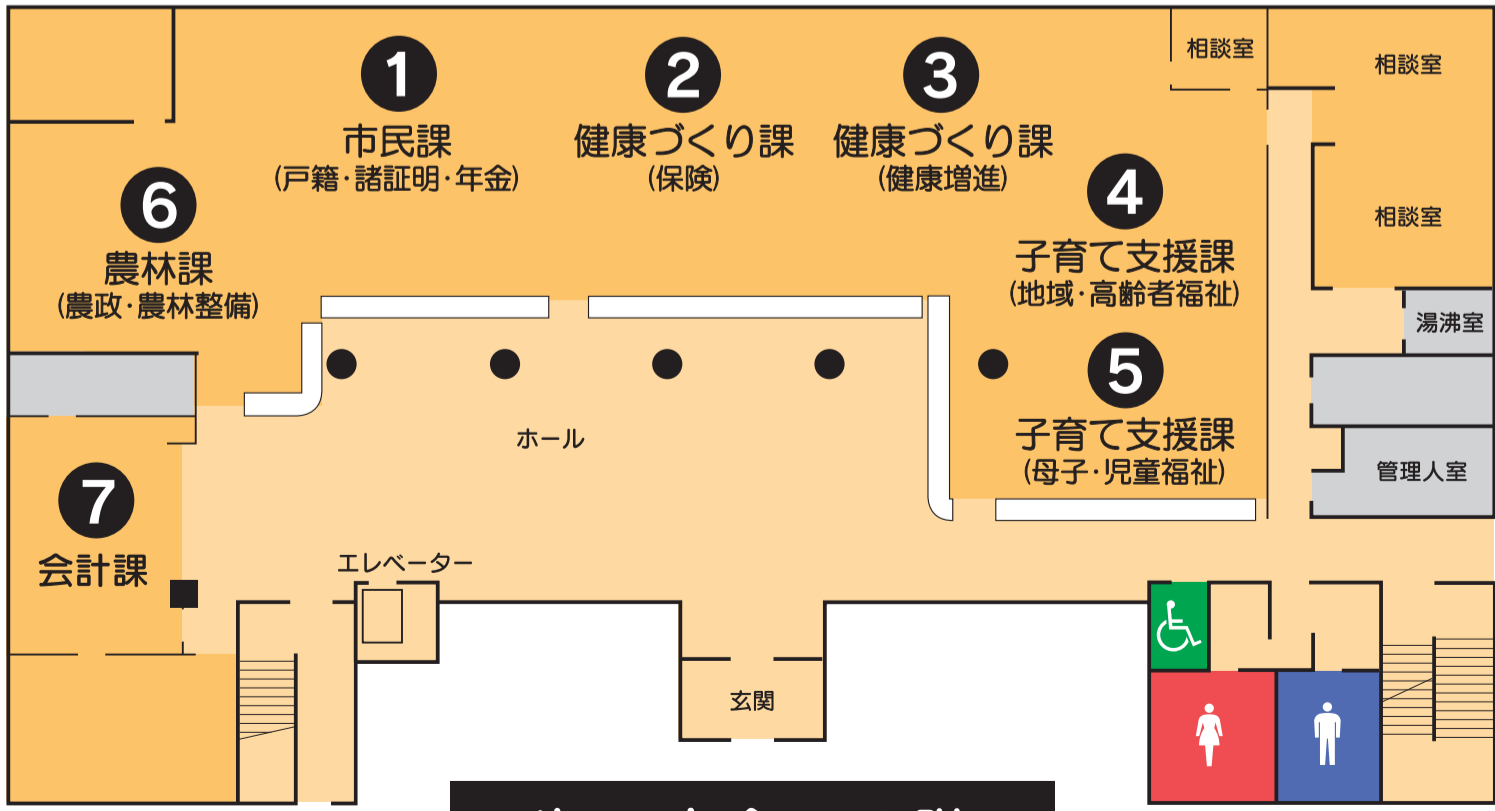 1
市民課
(戸籍・諸証明・年金)
2
健康づくり課
(保険)
3
健康づくり課
(健康増進)
相談室
相談室
相談室
4
子育て支援課
(地域・高齢者福祉)
5
子育て支援課
(母子・児童福祉)
6
農林課
(農政・農林整備)
7
会計課
湯沸室
管理人室
ホール
エレベーター
玄関